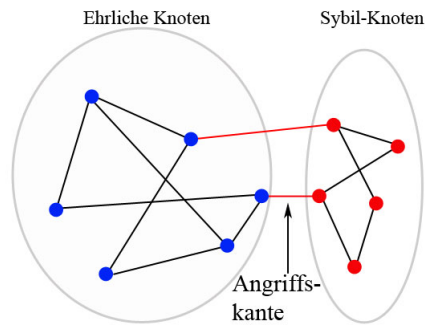 Ehrliche Knoten
Sybil-Knoten
Angriffs-
kante